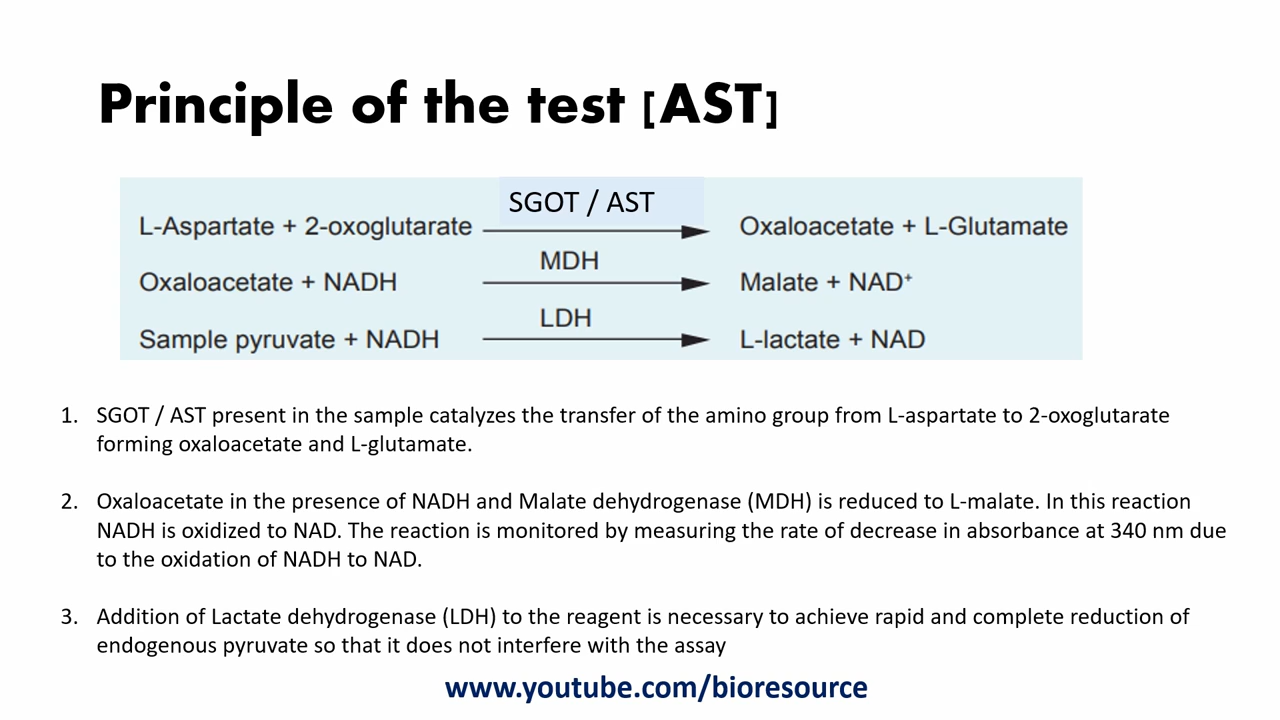 Principle of the test [AST]
SGOT / AST
L-Aspartate + 2-oxoglutarate Oxaloacetate + L-Glutamate
MDH
Oxaloacetate + NADH Malate + NAD⁺
LDH
Sample pyruvate + NADH L-lactate + NAD
1. SGOT / AST present in the sample catalyzes the transfer of the amino group from L-aspartate to 2-oxoglutarate
forming oxaloacetate and L-glutamate.
2. Oxaloacetate in the presence of NADH and Malate dehydrogenase (MDH) is reduced to L-malate. In this reaction
NADH is oxidized to NAD. The reaction is monitored by measuring the rate of decrease in absorbance at 340 nm due
to the oxidation of NADH to NAD.
3. Addition of Lactate dehydrogenase (LDH) to the reagent is necessary to achieve rapid and complete reduction of
endogenous pyruvate so that it does not interfere with the assay
www.youtube.com/bioresource